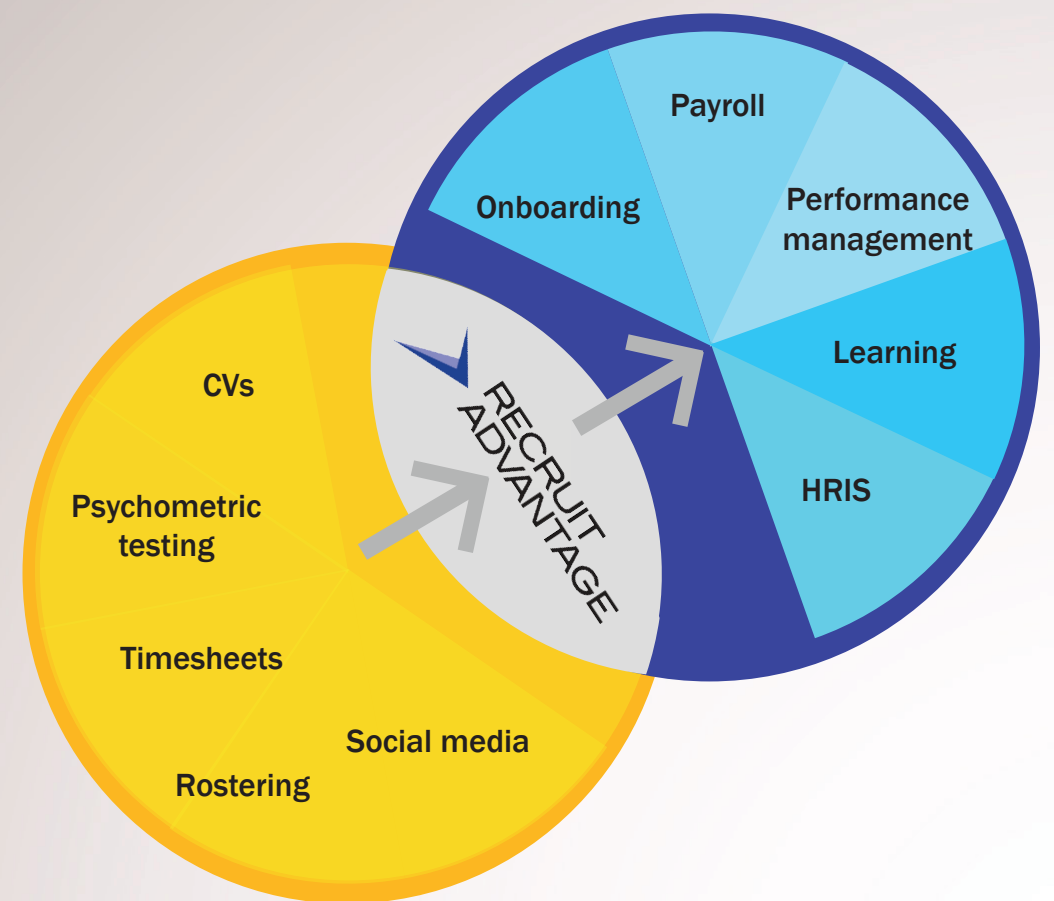 Payroll
Onboarding
Performance
management
Learning
HRIS
RECRUIT
ADVANTAGE
CVs
Psychometric
testing
Timesheets
Social media
Rostering